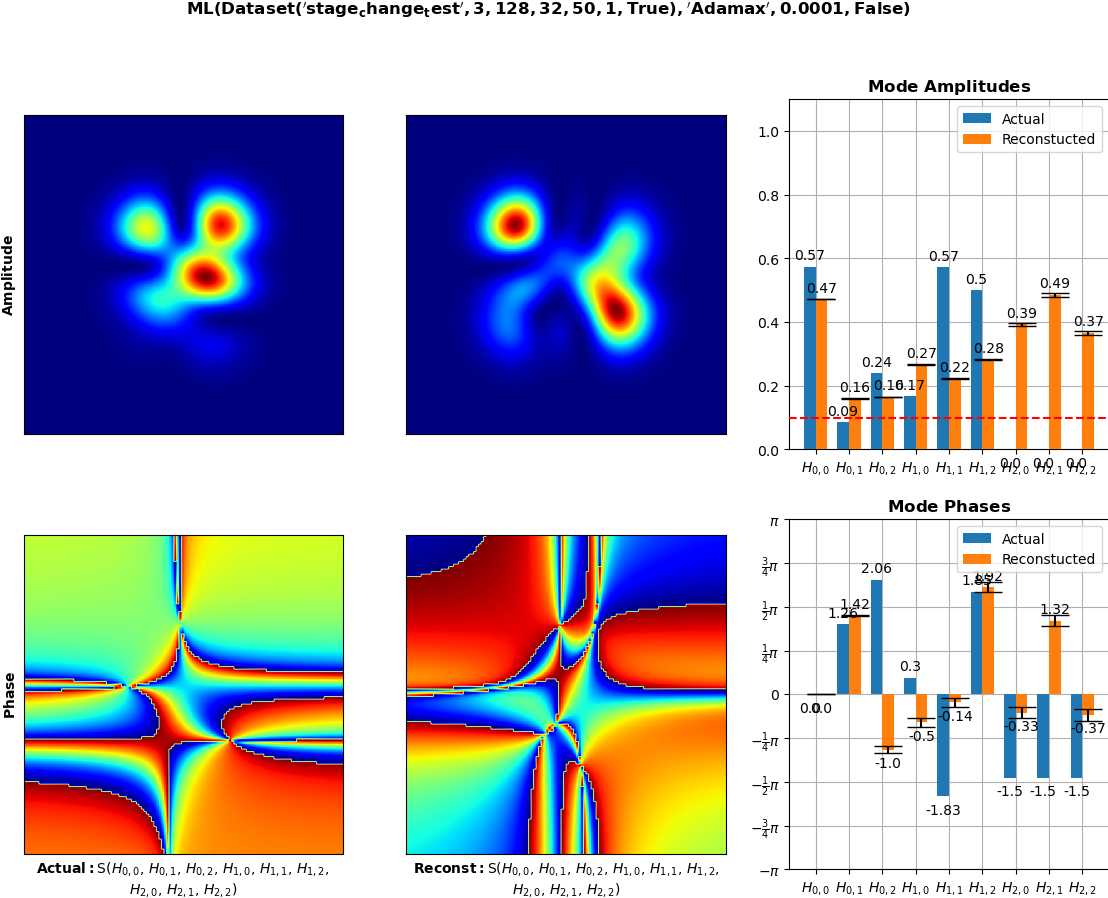 ML(Dataset('stage_change_test', 3, 128, 32, 50, 1, True), 'Adamax', 0.0001, False)
Amplitude
Mode Amplitudes
Actual
Reconstucted
1.0
0.8
0.6
0.4
0.2
0.0
0.57 0.09 0.24 0.17 0.57 0.5 0.0 0.0 0.0
0.47 0.16 0.16 0.27 0.22 0.28 0.39 0.49 0.37
H0,0 H0,1 H0,2 H1,0 H1,1 H1,2 H2,0 H2,1 H2,2
Phase
Actual: S(H0,0, H0,1, H0,2, H1,0, H1,1, H1,2,
H2,0, H2,1, H2,2)
Reconst: S(H0,0, H0,1, H0,2, H1,0, H1,1, H1,2,
H2,0, H2,1, H2,2)
Mode Phases
Actual
Reconstucted
π
3/4π
1/2π
1/4π
0
−1/4π
−1/2π
−3/4π
−π
0.0 1.26 2.06 0.3 -1.83 1.83 -1.5 -1.5 -1.5
0.0 1.42 -1.0 -0.5 -0.14 1.92 -0.33 1.32 -0.37
H0,0 H0,1 H0,2 H1,0 H1,1 H1,2 H2,0 H2,1 H2,2